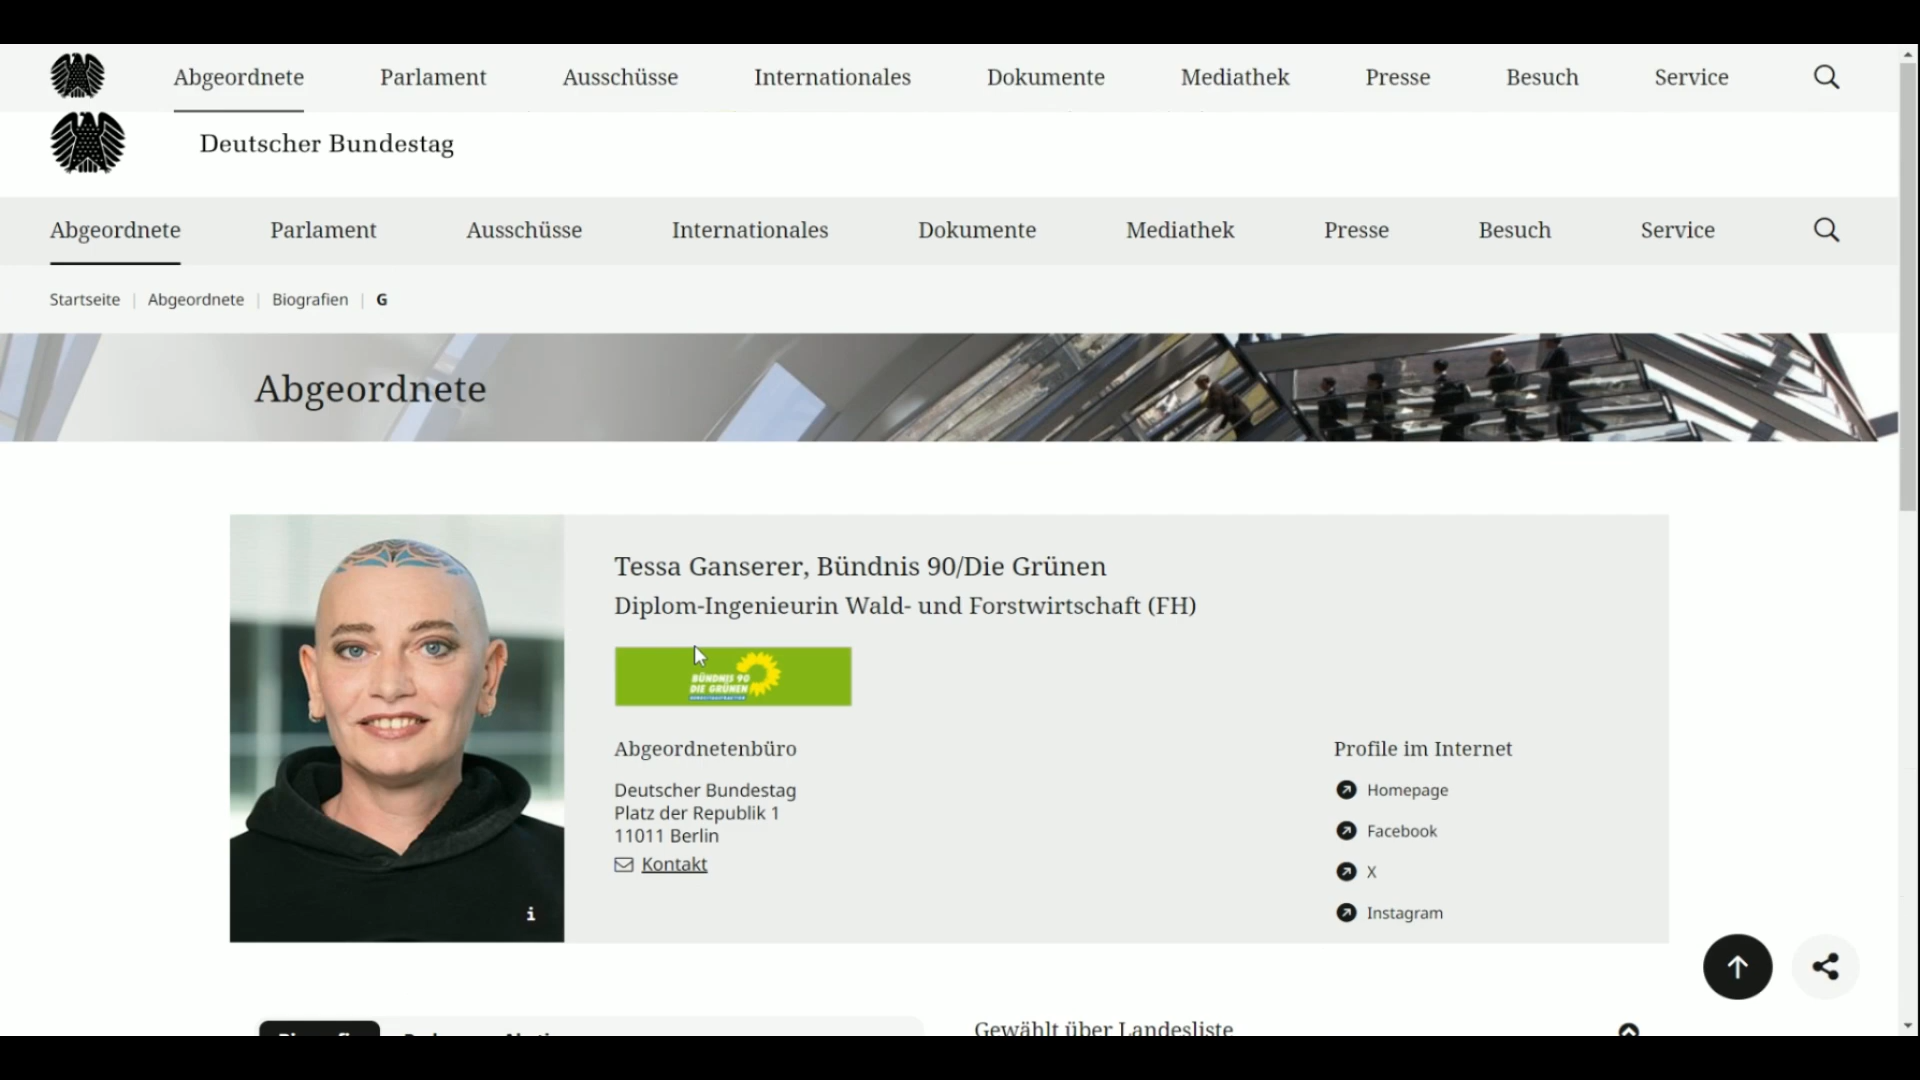 Abgeordnete Parlament Ausschüsse Internationales Dokumente Mediathek Presse Besuch Service
Deutscher Bundestag
Abgeordnete Parlament Ausschüsse Internationales Dokumente Mediathek Presse Besuch Service
Startseite | Abgeordnete | Biografien | G
Abgeordnete
Tessa Ganserer, Bündnis 90/Die Grünen
Diplom-Ingenieurin Wald- und Forstwirtschaft (FH)
BÜNDNIS 90
DIE GRÜNEN
Abgeordnetenbüro
Deutscher Bundestag
Platz der Republik 1
11011 Berlin
Kontakt
Profile im Internet
Homepage
Facebook
X
Instagram
i
Gewählt über Landesliste